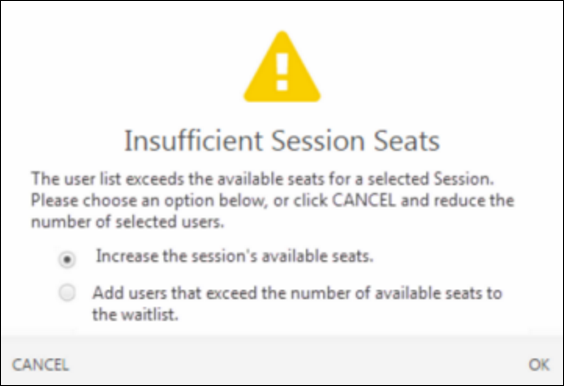 Insufficient Session Seats
The user list exceeds the available seats for a selected Session.
Please choose an option below, or click CANCEL and reduce the
number of selected users.
Increase the session's available seats.
Add users that exceed the number of available seats to
the waitlist.
CANCEL OK